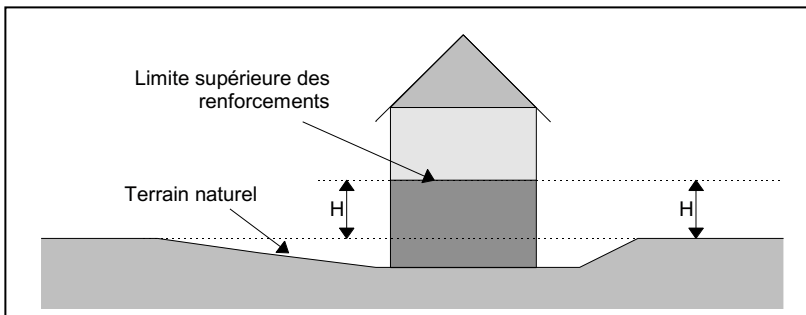 Limite supérieure des
renforcements
Terrain naturel
H
H